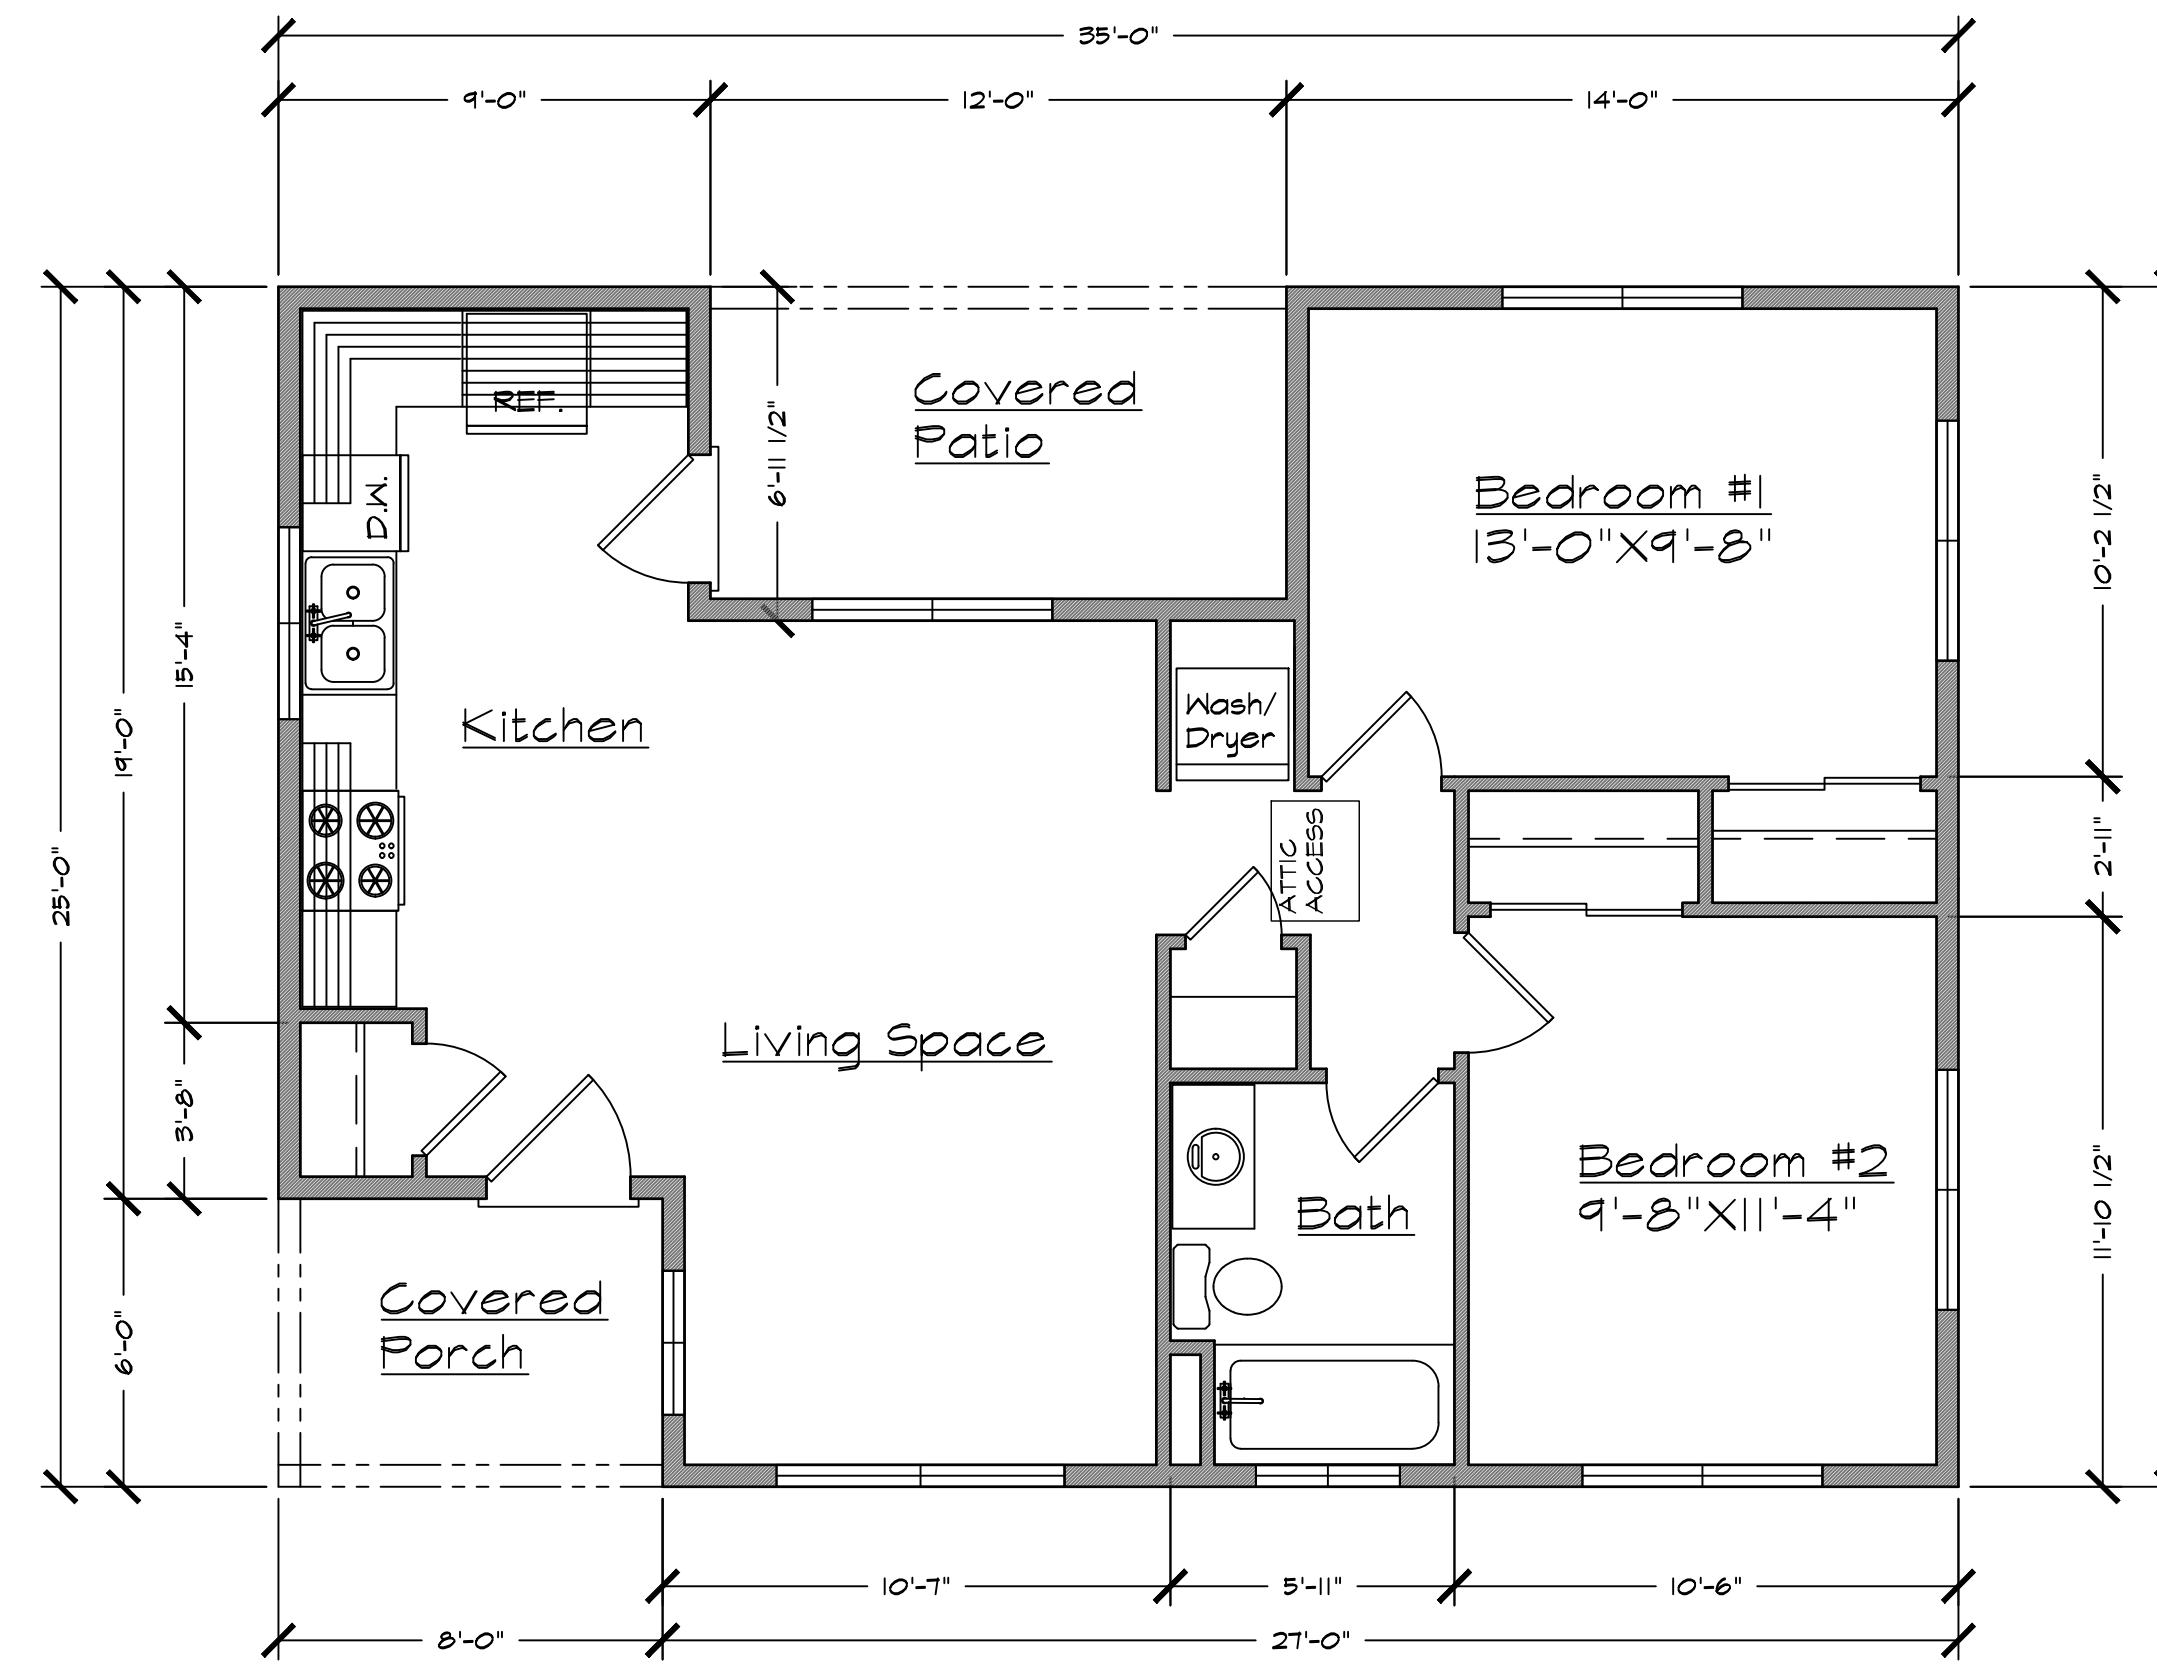 35'-0"
9'-0"
12'-0"
14'-0"
Covered
Patio
REF.
D.W.
6'-11 1/2"
Bedroom #1
13'-0"X9'-8"
10'-2 1/2"
15'-4"
19'-0"
25'-0"
Kitchen
Wash/
Dryer
ATTIC
ACCESS
2'-11"
Living Space
3'-8"
Bedroom #2
9'-8"X11'-4"
11'-10 1/2"
Bath
Covered
Porch
6'-0"
10'-7"
5'-11"
10'-6"
8'-0"
27'-0"